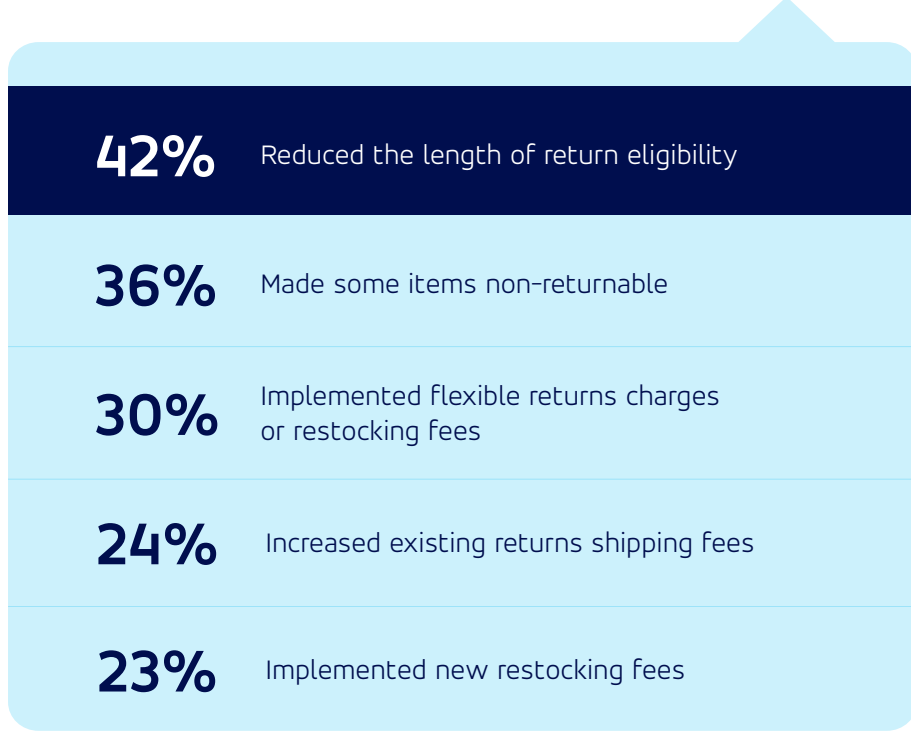 42% Reduced the length of return eligibility
36% Made some items non-returnable
30% Implemented flexible returns charges
or restocking fees
24% Increased existing returns shipping fees
23% Implemented new restocking fees